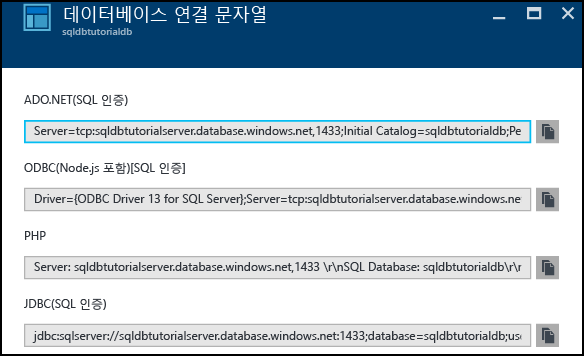 데이터베이스 연결 문자열
sqldbtutorialdb
ADO.NET(SQL 인증)
Server=tcp:sqldbtutorialserver.database.windows.net,1433;Initial Catalog=sqldbtutorialdb;Pe
ODBC(Node.js 포함)[SQL 인증]
Driver={ODBC Driver 13 for SQL Server};Server=tcp:sqldbtutorialserver.database.windows.ne
PHP
Server: sqldbtutorialserver.database.windows.net,1433 \r\nSQL Database: sqldbtutorialdb\r\r
JDBC(SQL 인증)
jdbc:sqlserver://sqldbtutorialserver.database.windows.net:1433;database=sqldbtutorialdb;use